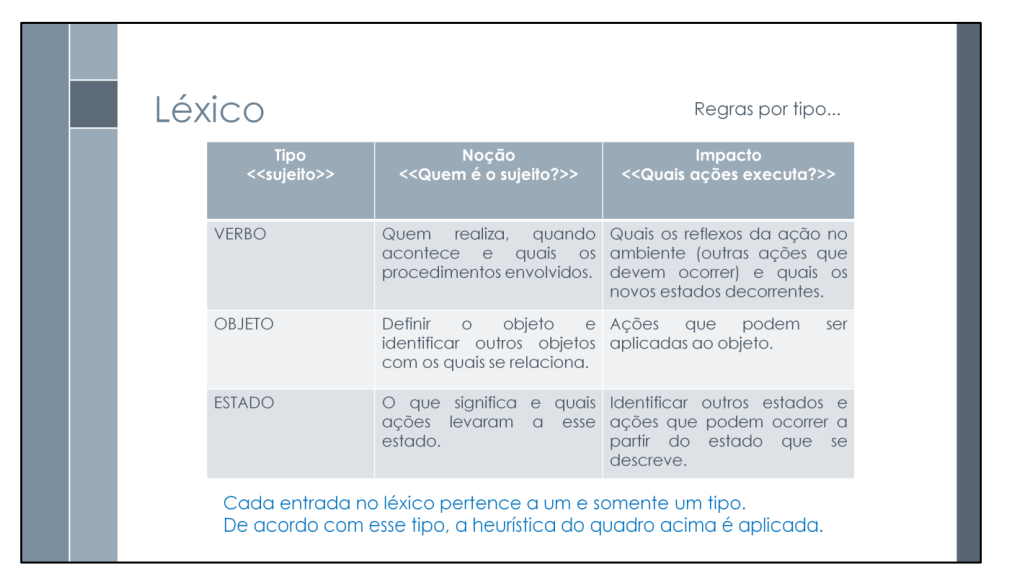 Léxico
Regras por tipo...
Tipo
<<sujeito>>
Noção
<<Quem é o sujeito?>>
Impacto
<<Quais ações executa?>>
VERBO
Quem realiza, quando
acontece e quais os
procedimentos envolvidos.
Quais os reflexos da ação no
ambiente (outras ações que
devem ocorrer) e quais os
novos estados decorrentes.
OBJETO
Definir o objeto e
identificar outros objetos
com os quais se relaciona.
Ações que podem ser
aplicadas ao objeto.
ESTADO
O que significa e quais
ações levaram a esse
estado.
Identificar outros estados e
ações que podem ocorrer a
partir do estado que se
descreve.
Cada entrada no léxico pertence a um e somente um tipo.
De acordo com esse tipo, a heurística do quadro acima é aplicada.